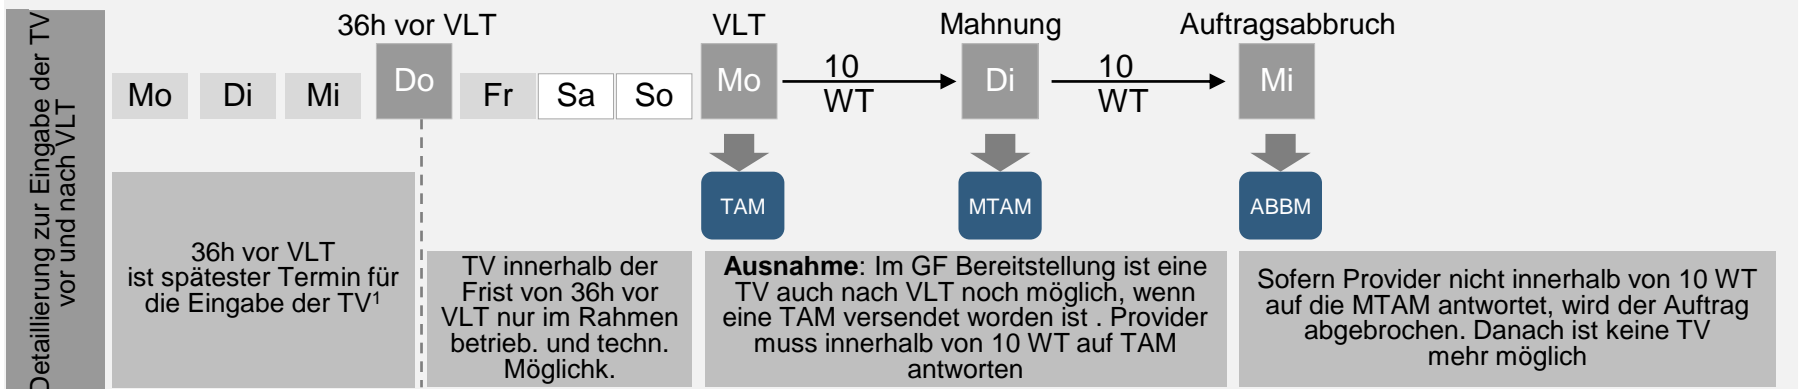 Detaillierung zur Eingabe der TV
vor und nach VLT
36h vor VLT
VLT
Mahnung
Auftragsabbruch
Mo
Di
Mi
Do
Fr
Sa
So
Mo
10
WT
Di
10
WT
Mi
TAM
MTAM
ABBM
36h vor VLT
ist spätester Termin für
die Eingabe der TV¹
TV innerhalb der
Frist von 36h vor
VLT nur im Rahmen
betrieb. und techn.
Möglichk.
Ausnahme: Im GF Bereitstellung ist eine
TV auch nach VLT noch möglich, wenn
eine TAM versendet worden ist . Provider
muss innerhalb von 10 WT auf TAM
antworten
Sofern Provider nicht innerhalb von 10 WT
auf die MTAM antwortet, wird der Auftrag
abgebrochen. Danach ist keine TV
mehr möglich